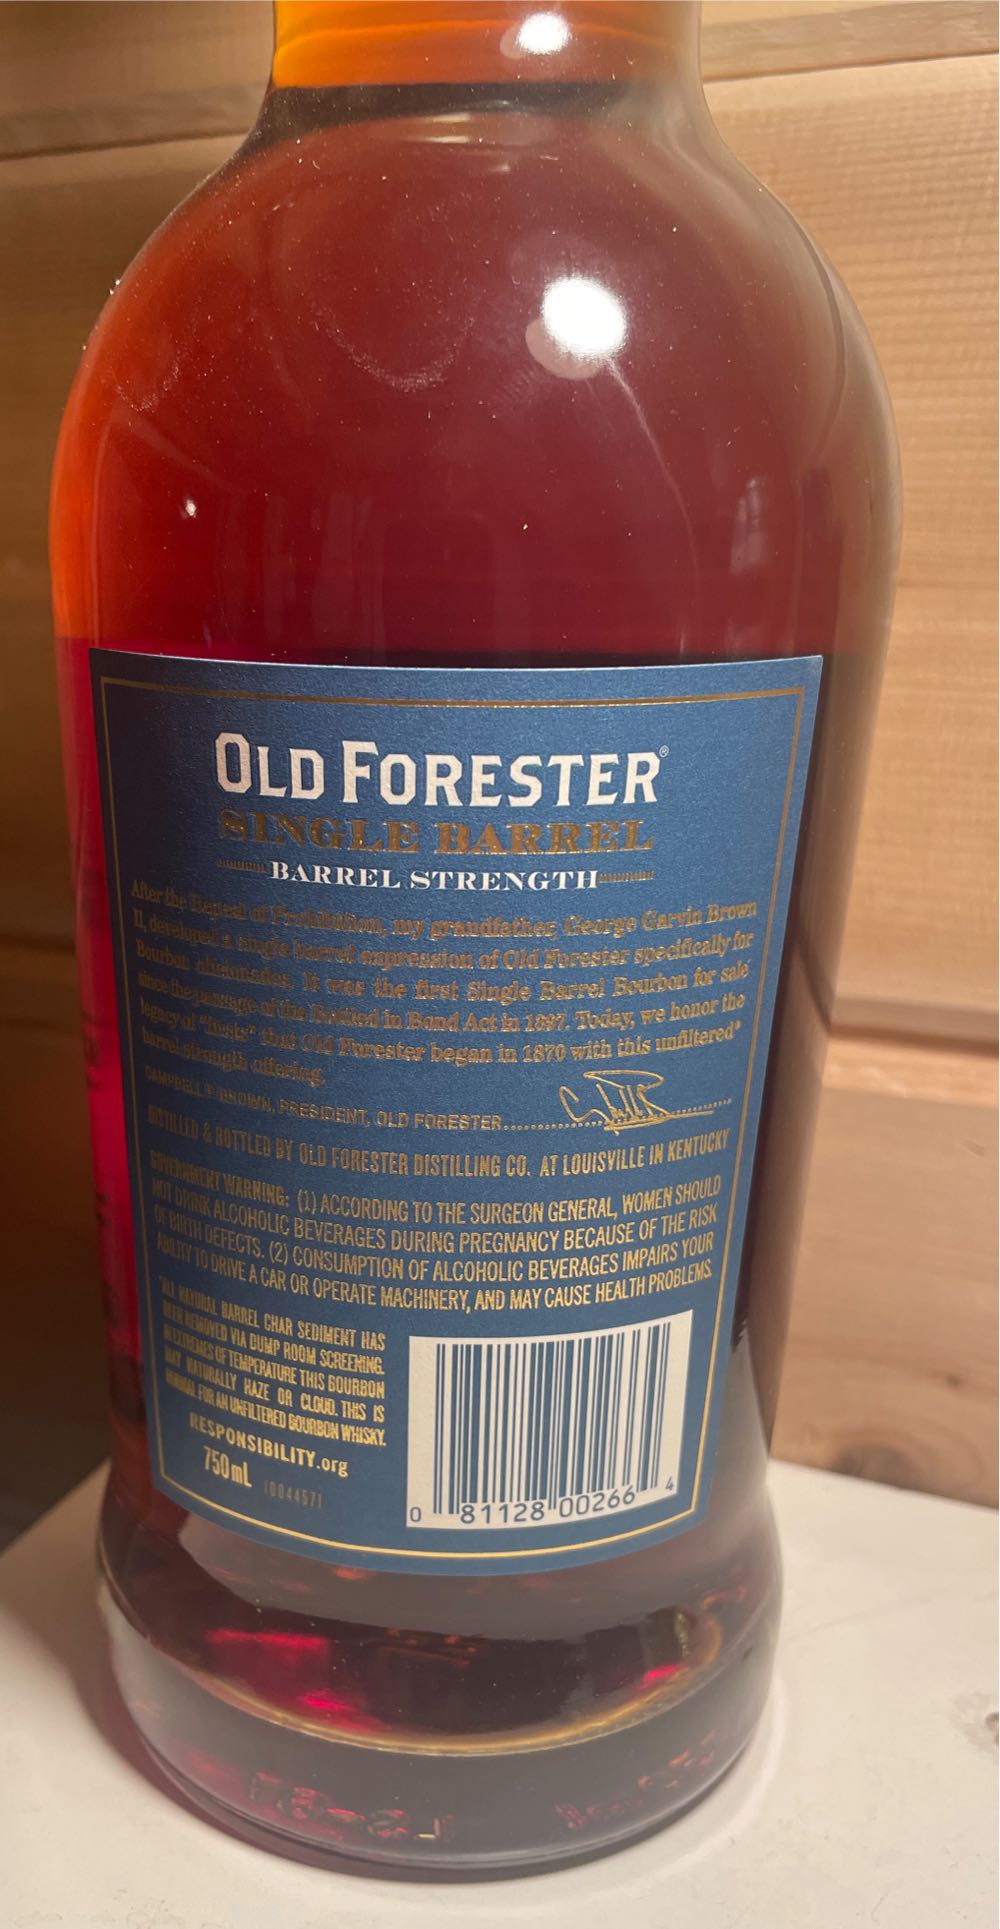 OLD FORESTER®
SINGLE BARREL
BARREL STRENGTH
After the Repeal of Prohibition, my grandfather, George Garvin Brown
II, developed a single barrel expression of Old Forester specifically for
Bourbon aficionados. It was the first Single Barrel Bourbon for sale
since the passage of the Bottled in Bond Act in 1897. Today, we honor the
legacy of "firsts" that Old Forester began in 1870 with this unfiltered*
barrel strength offering.
CAMPBELL P. BROWN, PRESIDENT, OLD FORESTER
DISTILLED & BOTTLED BY OLD FORESTER DISTILLING CO. AT LOUISVILLE IN KENTUCKY
GOVERNMENT WARNING: (1) ACCORDING TO THE SURGEON GENERAL, WOMEN SHOULD
NOT DRINK ALCOHOLIC BEVERAGES DURING PREGNANCY BECAUSE OF THE RISK
OF BIRTH DEFECTS. (2) CONSUMPTION OF ALCOHOLIC BEVERAGES IMPAIRS YOUR
ABILITY TO DRIVE A CAR OR OPERATE MACHINERY, AND MAY CAUSE HEALTH PROBLEMS.
*ALL NATURAL BARREL CHAR SEDIMENT HAS
BEEN REMOVED VIA DUMP ROOM SCREENING.
IN EXTREMES OF TEMPERATURE THIS BOURBON
MAY NATURALLY HAZE OR CLOUD. THIS IS
NORMAL FOR AN UNFILTERED BOURBON WHISKY.
RESPONSIBILITY.org
750 mL 10044571
0 81128 00266 4